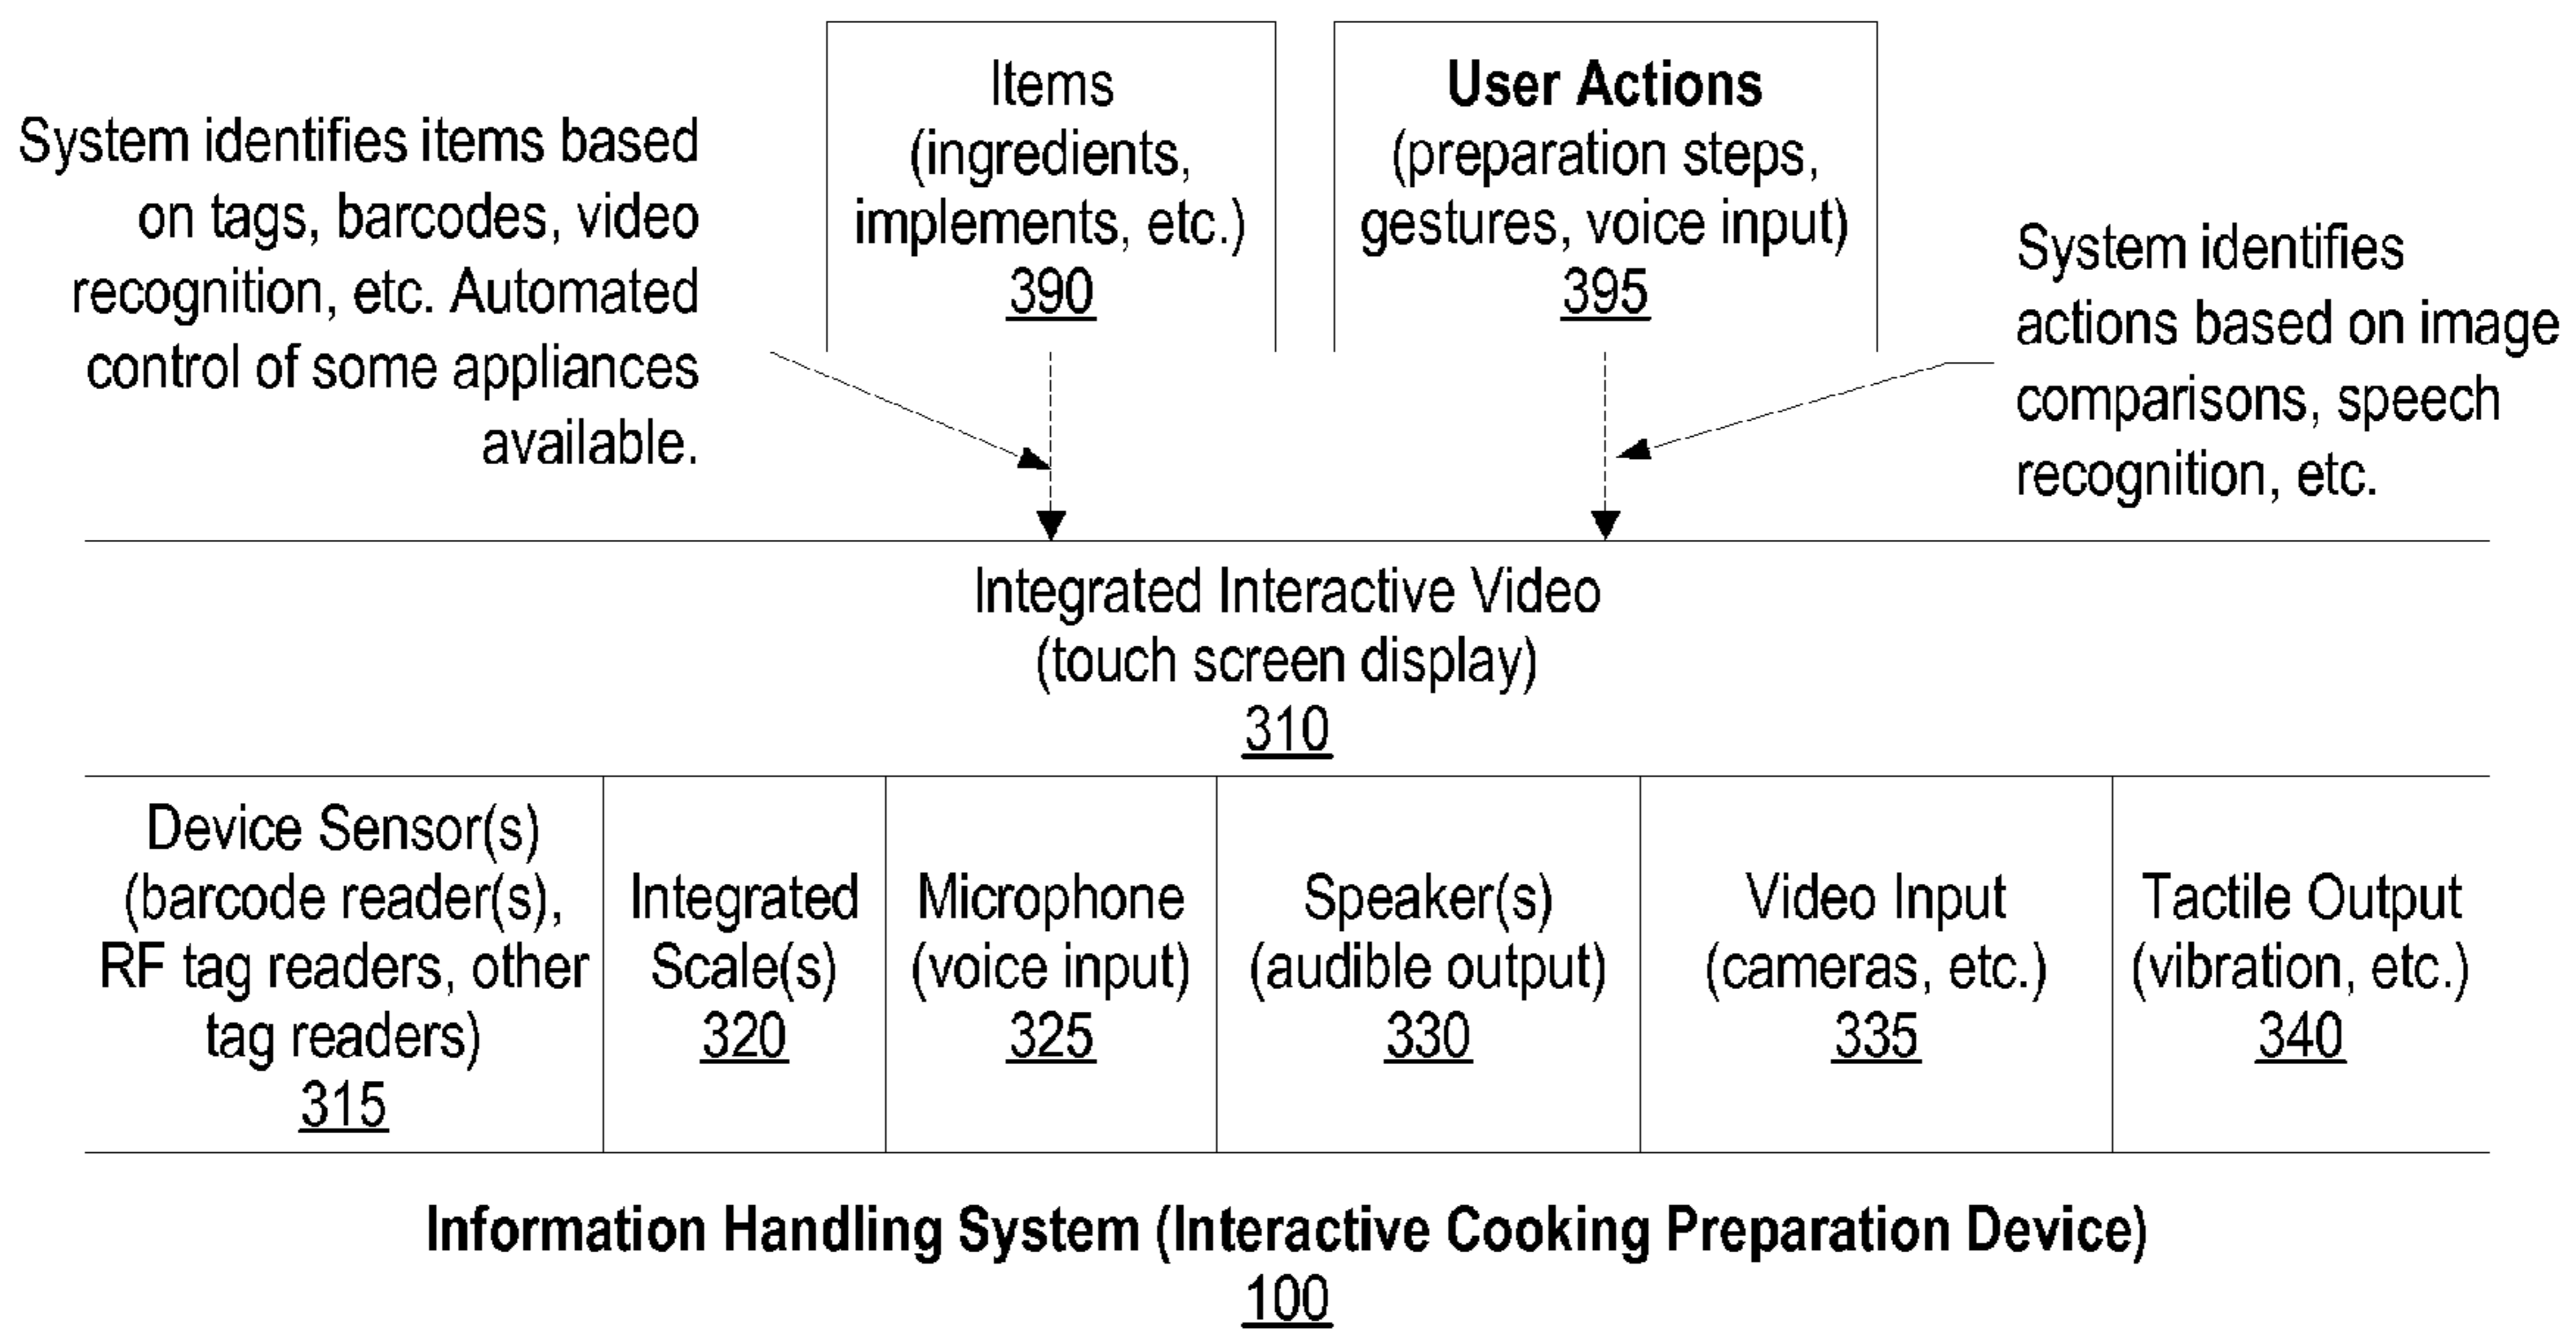 System identifies items based
on tags, barcodes, video
recognition, etc. Automated
control of some appliances
available.
Items
(ingredients,
implements, etc.)
390
User Actions
(preparation steps,
gestures, voice input)
395
System identifies
actions based on image
comparisons, speech
recognition, etc.
Integrated Interactive Video
(touch screen display)
310
Device Sensor(s)
(barcode reader(s),
RF tag readers, other
tag readers)
315
Integrated
Scale(s)
320
Microphone
(voice input)
325
Speaker(s)
(audible output)
330
Video Input
(cameras, etc.)
335
Tactile Output
(vibration, etc.)
340
Information Handling System (Interactive Cooking Preparation Device)
100